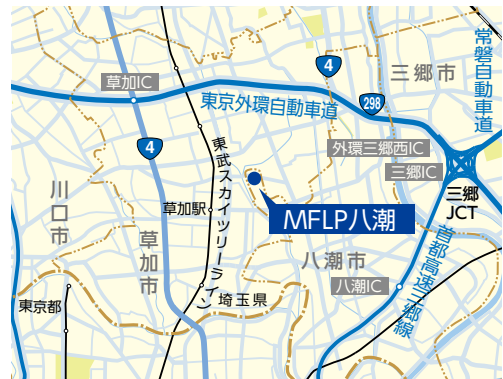 4
三郷市
常磐自動車道
草加IC
東京外環自動車道
298
4
外環三郷西IC
三郷IC
東武スカイツリーライン
三郷
JCT
川口市
草加駅
MFLP八潮
草加市
八潮市
首都高速三郷線
八潮IC
埼玉県
東京都